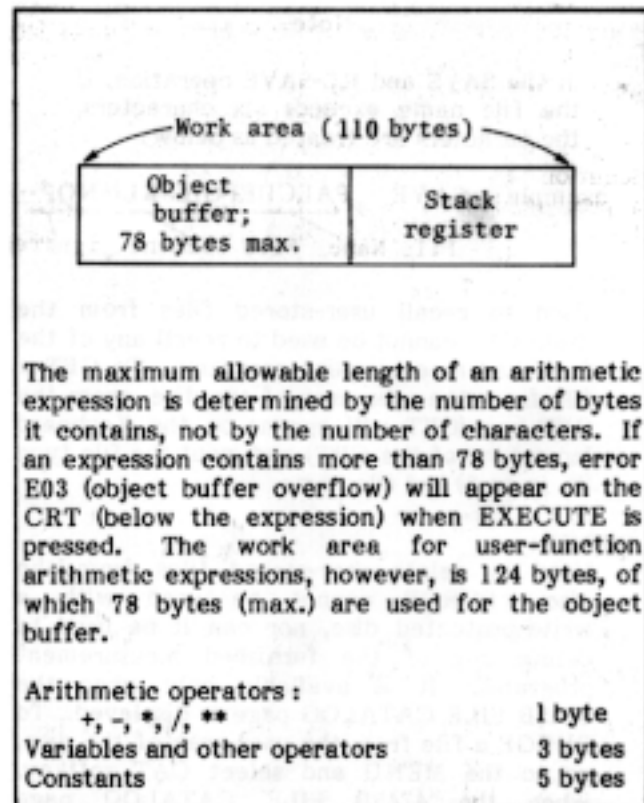 Work area (110 bytes)
Object Stack
buffer; register
78 bytes max.
The maximum allowable length of an arithmetic
expression is determined by the number of bytes
it contains, not by the number of characters. If
an expression contains more than 78 bytes, error
E03 (object buffer overflow) will appear on the
CRT (below the expression) when EXECUTE is
pressed. The work area for user-function
arithmetic expressions, however, is 124 bytes, of
which 78 bytes (max.) are used for the object
buffer.
Arithmetic operators :
+, -, *, /, ** 1 byte
Variables and other operators 3 bytes
Constants 5 bytes